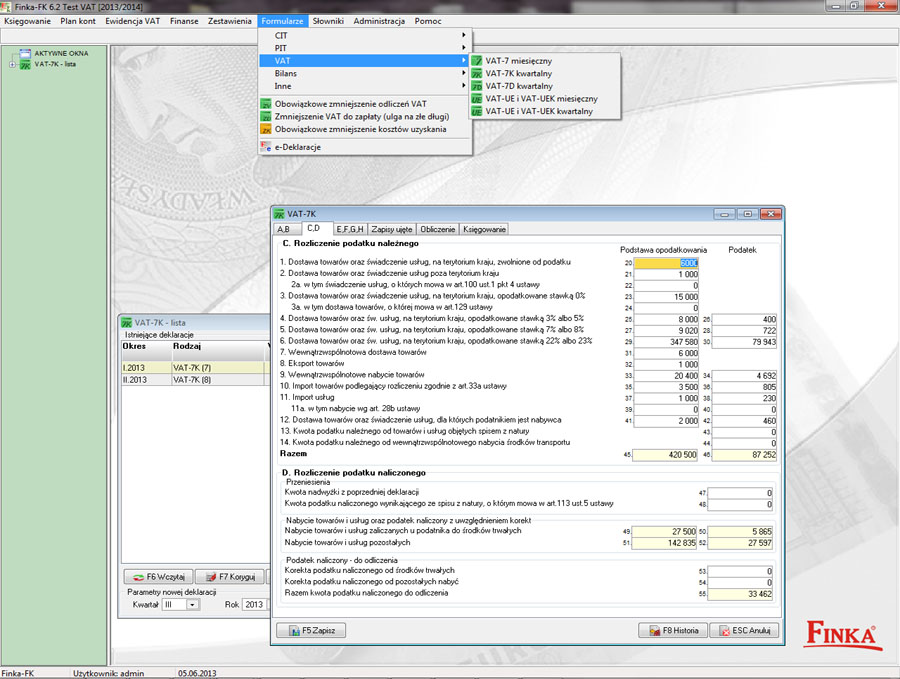 Finka-FK 6.2 Test VAT [2013/2014]
Księgowanie Plan kont Ewidencja VAT Finanse Zestawienia Formularze Słowniki Administracja Pomoc
AKTYWNE OKNA
VAT-7K - lista
CIT
PIT
VAT
Bilans
Inne
Obowiązkowe zmniejszenie odliczeń VAT
Zmniejszenie VAT do zapłaty (ulga na złe długi)
Obowiązkowe zmniejszenie kosztów uzyskania
e-Deklaracje
VAT-7 miesięczny
VAT-7K kwartalny
VAT-7D kwartalny
VAT-UE i VAT-UEK miesięczny
VAT-UE i VAT-UEK kwartalny
VAT-7K - lista
Istniejące deklaracje
Okres Rodzaj
I.2013 VAT-7K (7)
II.2013 VAT-7K (8)
F6 Wczytaj F7 Koryguj
Parametry nowej deklaracji
Kwartał III Rok 2013
VAT-7K
A,B C,D E,F,G,H Zapisy ujęte Obliczenie Księgowanie
C. Rozliczenie podatku należnego
Podstawa opodatkowania Podatek
1. Dostawa towarów oraz świadczenie usług, na terytorium kraju, zwolnione od podatku 20. 6000
2. Dostawa towarów oraz świadczenie usług poza terytorium kraju 21. 1 000
2a. w tym świadczenie usług, o których mowa w art.100 ust.1 pkt 4 ustawy 22. 0
3. Dostawa towarów oraz świadczenie usług, na terytorium kraju, opodatkowane stawką 0% 23. 15 000
3a. w tym dostawa towarów, o której mowa w art.129 ustawy 24. 0
4. Dostawa towarów oraz św. usług, na terytorium kraju, opodatkowane stawką 3% albo 5% 25. 8 000 26. 400
5. Dostawa towarów oraz św. usług, na terytorium kraju, opodatkowane stawką 7% albo 8% 27. 9 020 28. 722
6. Dostawa towarów oraz św. usług, na terytorium kraju, opodatkowane stawką 22% albo 23% 29. 347 580 30. 79 943
7. Wewnątrzwspólnotowa dostawa towarów 31. 6 000
8. Eksport towarów 32. 1 000
9. Wewnątrzwspólnotowe nabycie towarów 33. 20 400 34. 4 692
10. Import towarów podlegający rozliczeniu zgodnie z art.33a ustawy 35. 3 500 36. 805
11. Import usług 37. 1 000 38. 230
11a. w tym nabycie wg art. 28b ustawy 39. 0 40. 0
12. Dostawa towarów oraz świadczenie usług, dla których podatnikiem jest nabywca 41. 2 000 42. 460
13. Kwota podatku należnego od towarów i usług objętych spisem z natury 43. 0
14. Kwota podatku należnego od wewnątrzwspólnotowego nabycia środków transportu 44. 0
Razem 45. 420 500 46. 87 252
D. Rozliczenie podatku naliczonego
Przeniesienia
Kwota nadwyżki z poprzedniej deklaracji 47. 0
Kwota podatku naliczonego wynikającego ze spisu z natury, o którym mowa w art.113 ust.5 ustawy 48. 0
Nabycie towarów i usług oraz podatek naliczony z uwzględnieniem korekt
Nabycie towarów i usług zaliczanych u podatnika do środków trwałych 49. 27 500 50. 5 865
Nabycie towarów i usług pozostałych 51. 142 835 52. 27 597
Podatek naliczony - do odliczenia
Korekta podatku naliczonego od środków trwałych 53. 0
Korekta podatku naliczonego od pozostałych nabyć 54. 0
Razem kwota podatku naliczonego do odliczenia 55. 33 462
F5 Zapisz F8 Historia ESC Anuluj
FINKA
Finka-FK Użytkownik: admin 05.06.2013